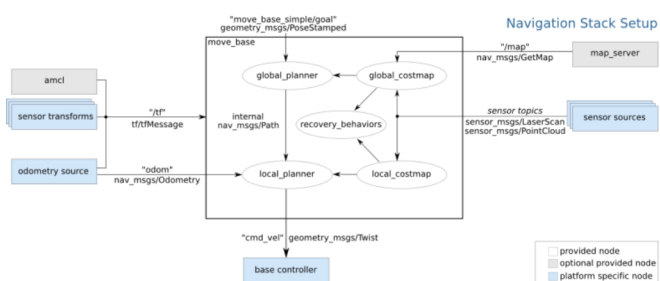 Navigation Stack Setup
"move_base_simple/goal"
geometry_msgs/PoseStamped
move_base
"/map"
nav_msgs/GetMap
map_server
global_planner
global_costmap
amcl
sensor transforms
"/tf"
tf/tfMessage
internal
nav_msgs/Path
recovery_behaviors
sensor topics
sensor_msgs/LaserScan
sensor_msgs/PointCloud
sensor sources
odometry source
"odom"
nav_msgs/Odometry
local_planner
local_costmap
"cmd_vel"
geometry_msgs/Twist
base controller
provided node
optional provided node
platform specific node